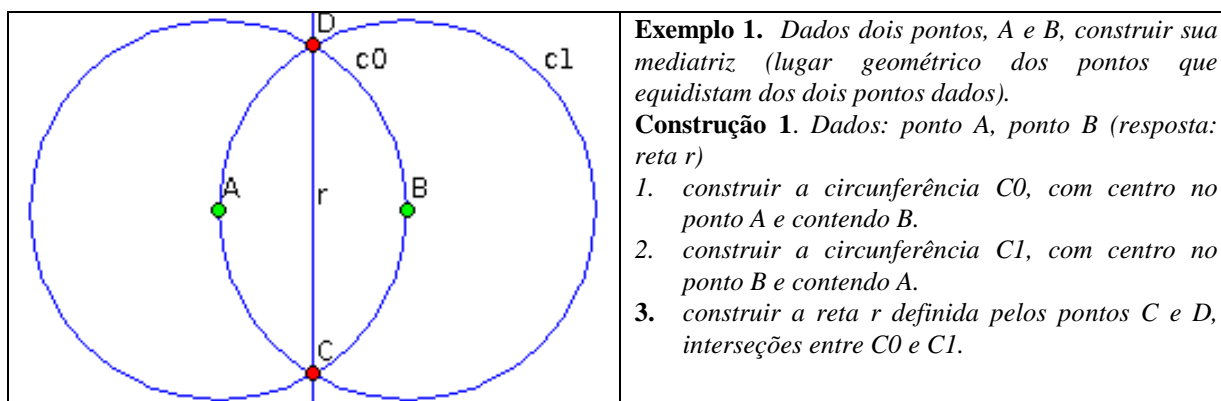 D
c0
c1
A
r
B
C
Exemplo 1. Dados dois pontos, A e B, construir sua
mediatriz (lugar geométrico dos pontos que
equidistam dos dois pontos dados).
Construção 1. Dados: ponto A, ponto B (resposta:
reta r)
1. construir a circunferência C0, com centro no
ponto A e contendo B.
2. construir a circunferência C1, com centro no
ponto B e contendo A.
3. construir a reta r definida pelos pontos C e D,
interseções entre C0 e C1.